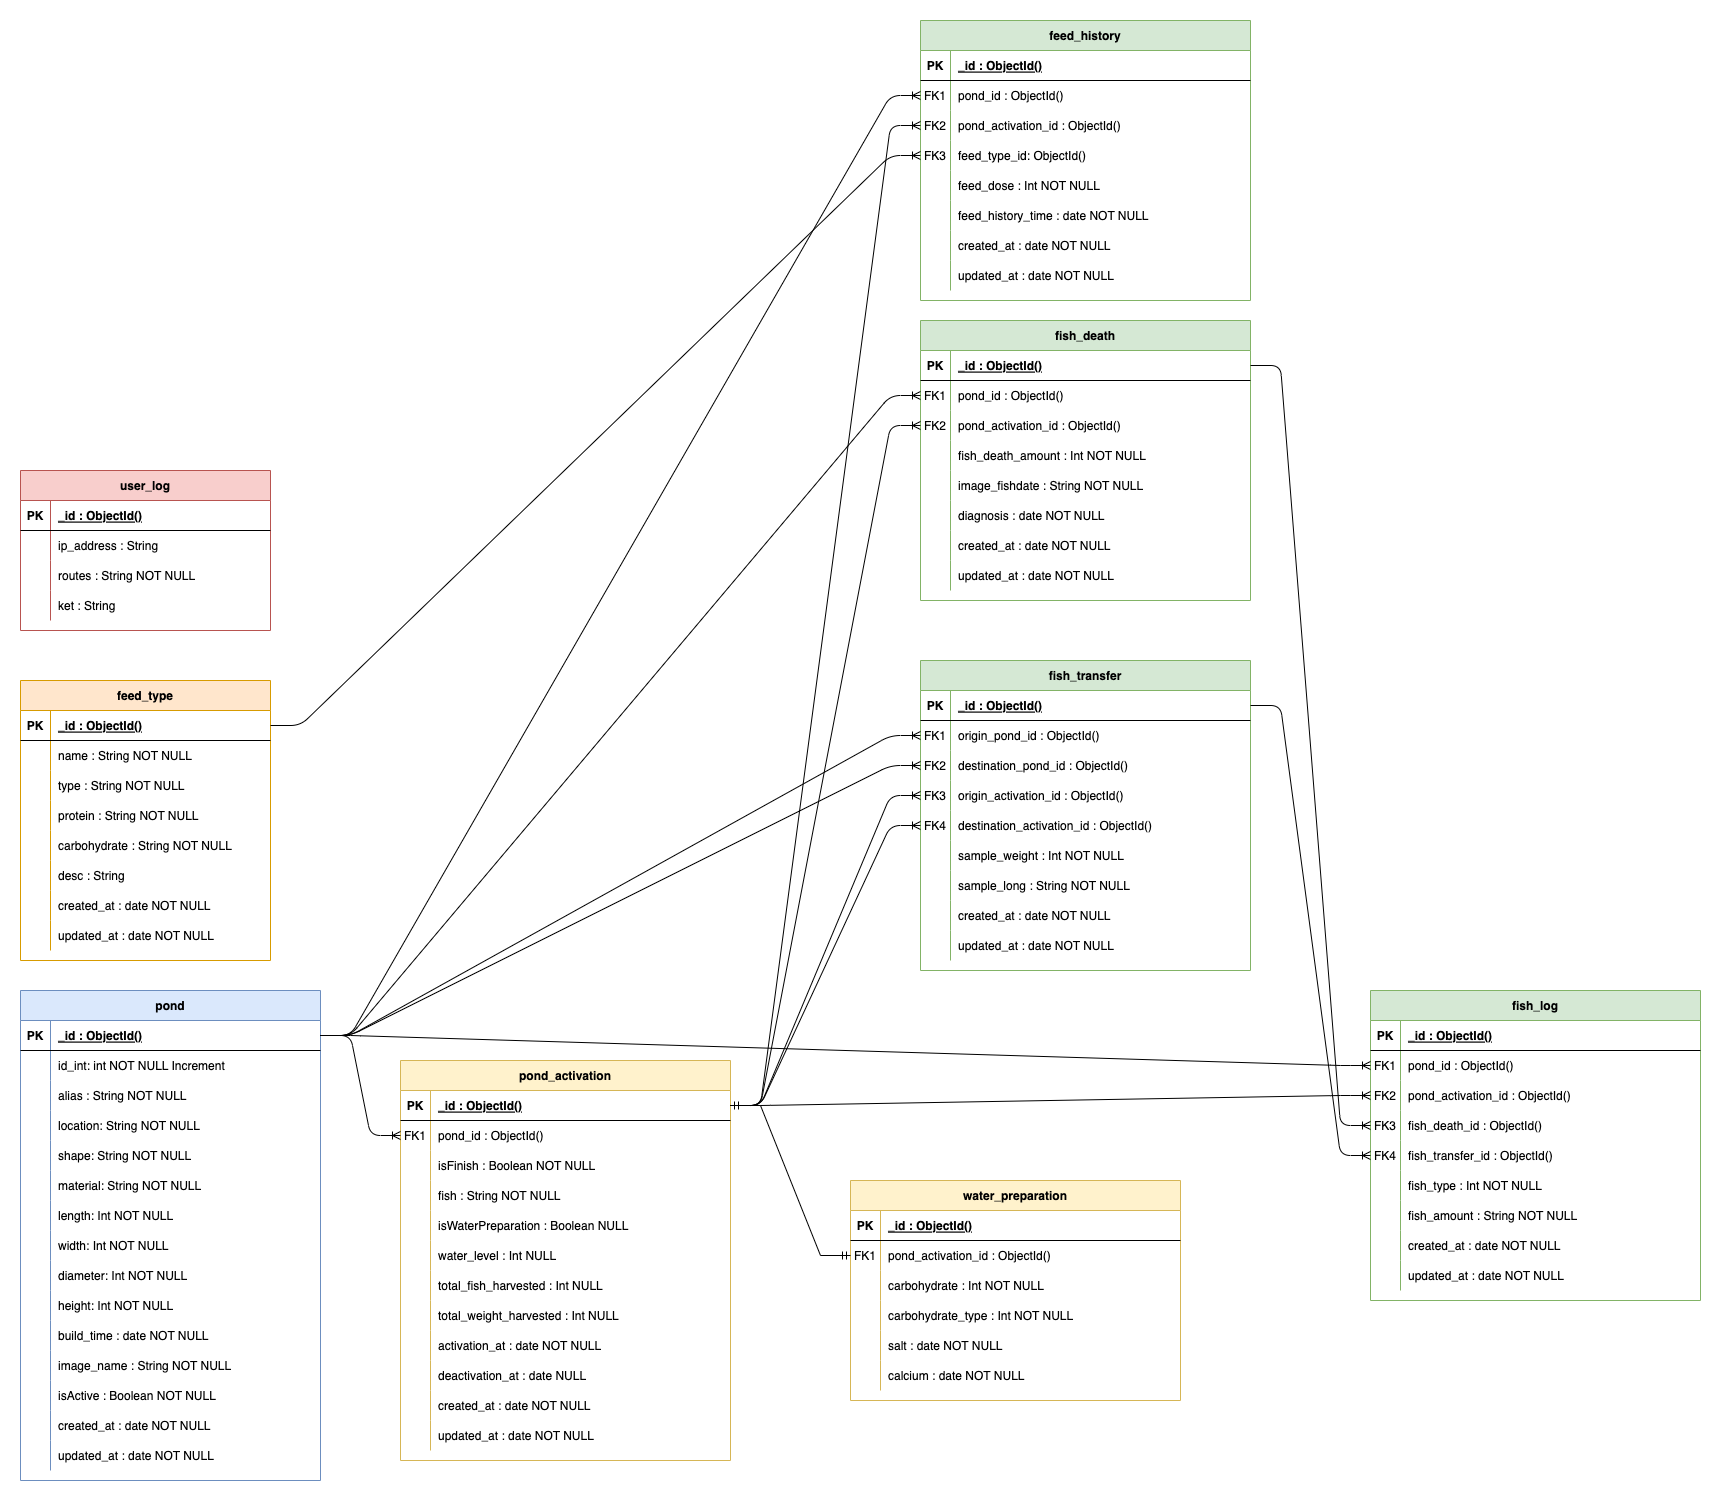 feed_history
PK _id : ObjectId()
FK1 pond_id : ObjectId()
FK2 pond_activation_id : ObjectId()
FK3 feed_type_id: ObjectId()
feed_dose : Int NOT NULL
feed_history_time : date NOT NULL
created_at : date NOT NULL
updated_at : date NOT NULL
fish_death
PK _id : ObjectId()
FK1 pond_id : ObjectId()
FK2 pond_activation_id : ObjectId()
fish_death_amount : Int NOT NULL
image_fishdate : String NOT NULL
diagnosis : date NOT NULL
created_at : date NOT NULL
updated_at : date NOT NULL
user_log
PK _id : ObjectId()
ip_address : String
routes : String NOT NULL
ket : String
fish_transfer
PK _id : ObjectId()
FK1 origin_pond_id : ObjectId()
FK2 destination_pond_id : ObjectId()
FK3 origin_activation_id : ObjectId()
FK4 destination_activation_id : ObjectId()
sample_weight : Int NOT NULL
sample_long : String NOT NULL
created_at : date NOT NULL
updated_at : date NOT NULL
feed_type
PK _id : ObjectId()
name : String NOT NULL
type : String NOT NULL
protein : String NOT NULL
carbohydrate : String NOT NULL
desc : String
created_at : date NOT NULL
updated_at : date NOT NULL
pond
PK _id : ObjectId()
id_int: int NOT NULL Increment
alias : String NOT NULL
location: String NOT NULL
shape: String NOT NULL
material: String NOT NULL
length: Int NOT NULL
width: Int NOT NULL
diameter: Int NOT NULL
height: Int NOT NULL
build_time : date NOT NULL
image_name : String NOT NULL
isActive : Boolean NOT NULL
created_at : date NOT NULL
updated_at : date NOT NULL
pond_activation
PK _id : ObjectId()
FK1 pond_id : ObjectId()
isFinish : Boolean NOT NULL
fish : String NOT NULL
isWaterPreparation : Boolean NULL
water_level : Int NULL
total_fish_harvested : Int NULL
total_weight_harvested : Int NULL
activation_at : date NOT NULL
deactivation_at : date NULL
created_at : date NOT NULL
updated_at : date NOT NULL
water_preparation
PK _id : ObjectId()
FK1 pond_activation_id : ObjectId()
carbohydrate : Int NOT NULL
carbohydrate_type : Int NOT NULL
salt : date NOT NULL
calcium : date NOT NULL
fish_log
PK _id : ObjectId()
FK1 pond_id : ObjectId()
FK2 pond_activation_id : ObjectId()
FK3 fish_death_id : ObjectId()
FK4 fish_transfer_id : ObjectId()
fish_type : Int NOT NULL
fish_amount : String NOT NULL
created_at : date NOT NULL
updated_at : date NOT NULL